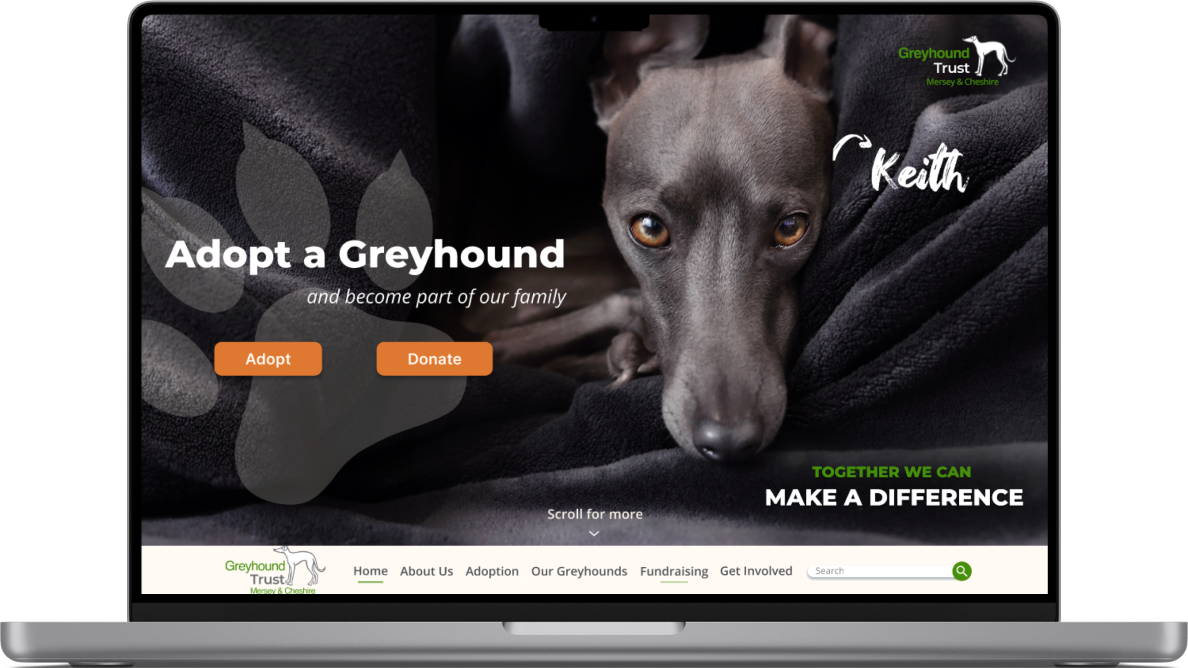 Greyhound
Trust
Mersey & Cheshire
Keith
Adopt a Greyhound
and become part of our family
Adopt
Donate
TOGETHER WE CAN
MAKE A DIFFERENCE
Scroll for more
Greyhound
Trust
Mersey & Cheshire
Home About Us Adoption Our Greyhounds Fundraising Get Involved Search